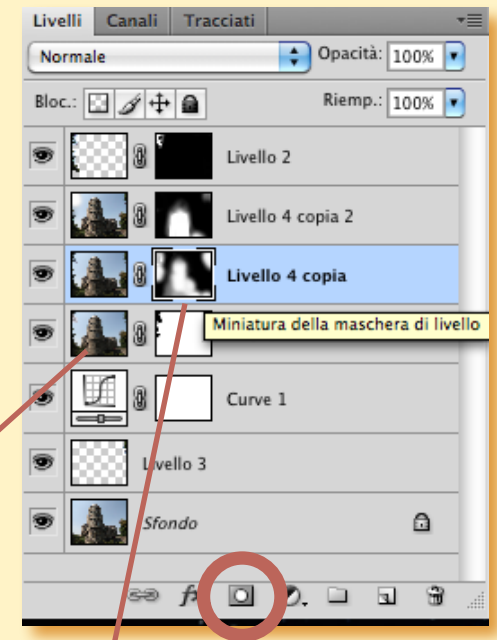 Livelli Canali Tracciati
Normale Opacità: 100%
Bloc.: Riemp.: 100%
Livello 2
Livello 4 copia 2
Livello 4 copia
Miniatura della maschera di livello
Curve 1
Livello 3
Sfondo
fx